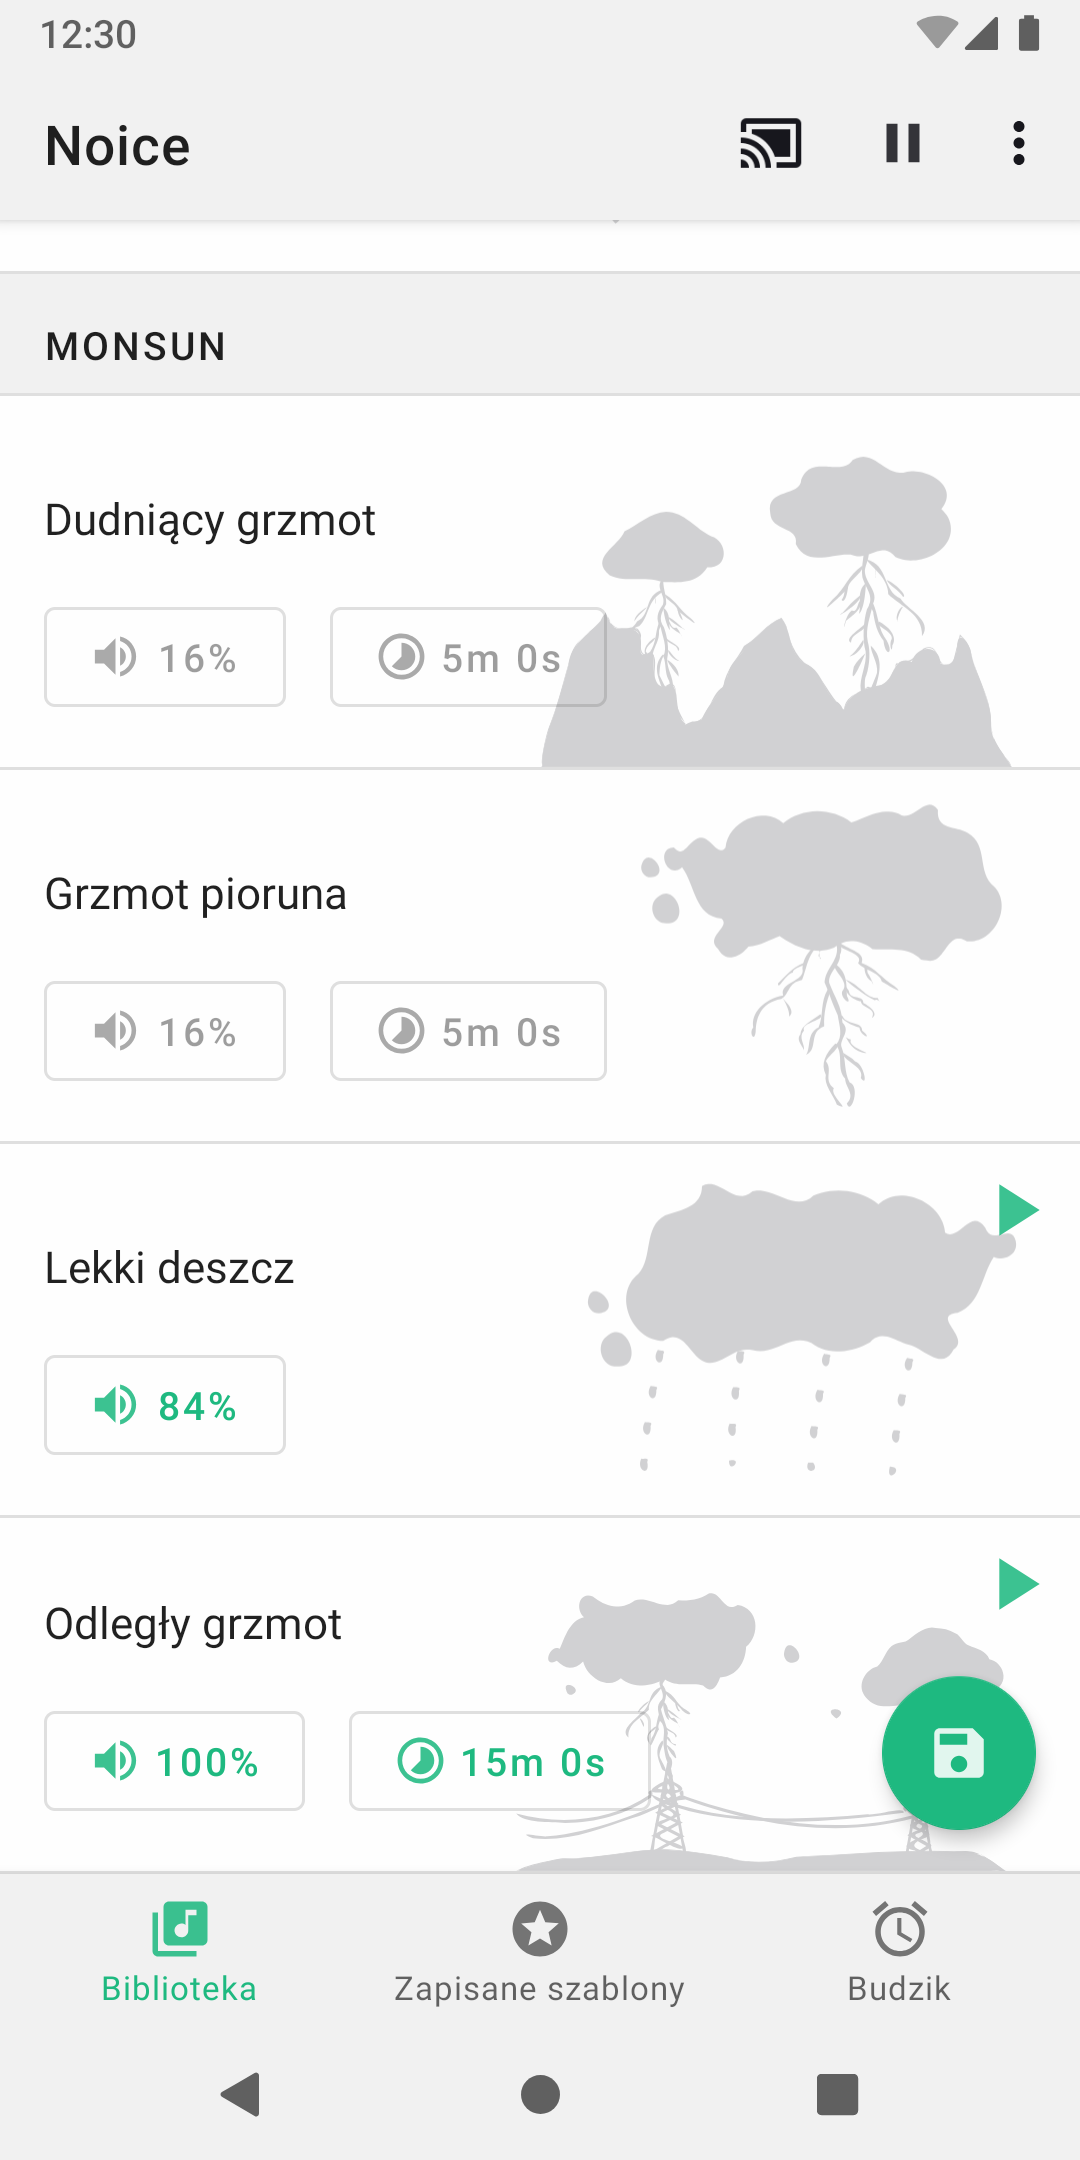 12:30
Noice
MONSUN
Dudniący grzmot
16%
5m 0s
Grzmot pioruna
16%
5m 0s
Lekki deszcz
84%
Odległy grzmot
100%
15m 0s
Biblioteka
Zapisane szablony
Budzik